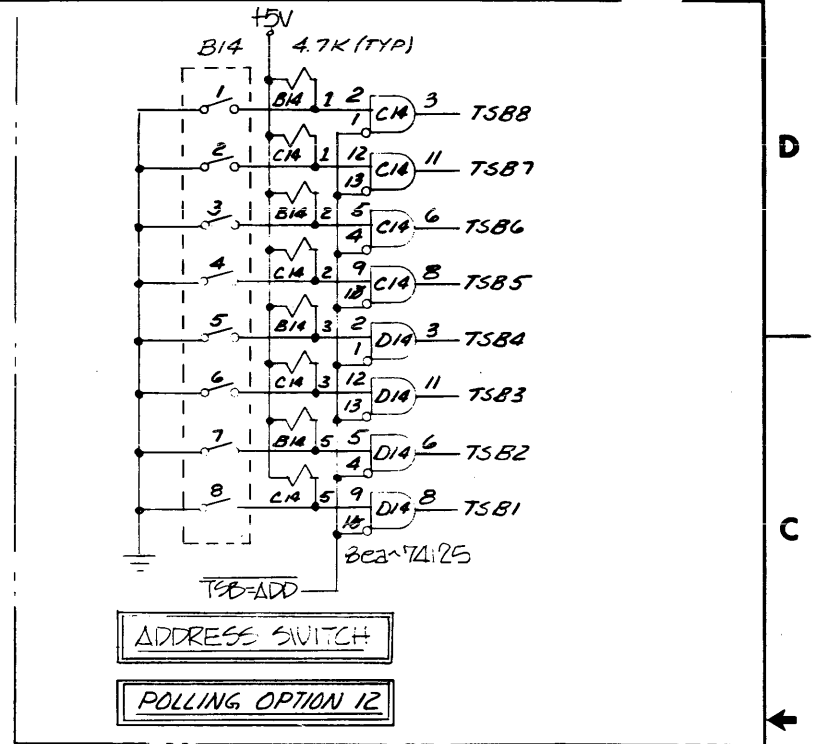 +5V
B14 4.7K (TYP)
1 B14 1 2 1 C14 3 TSB8
D
2 C14 1 12 13 C14 11 TSB7
3 B14 2 5 4 C14 6 TSB6
4 C14 2 9 10 C14 8 TSB5
5 B14 3 2 1 D14 3 TSB4
6 C14 3 12 13 D14 11 TSB3
7 B14 5 5 4 D14 6 TSB2
8 C14 5 9 10 D14 8 TSB1
C
8ea~74125
TSB=ADD
ADDRESS SWITCH
POLLING OPTION 12